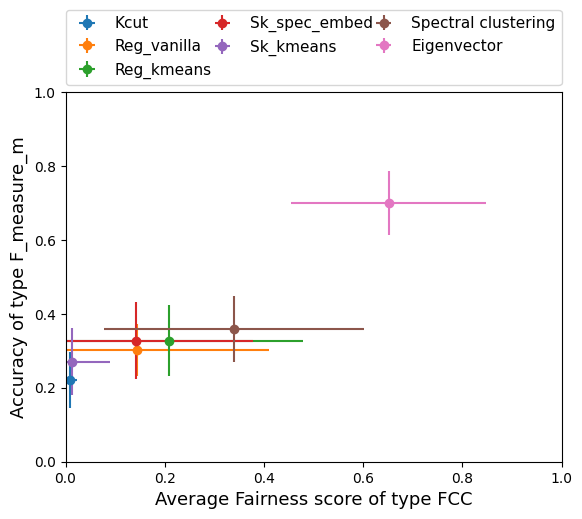 Kcut Sk_spec_embed Spectral clustering
Reg_vanilla Sk_kmeans Eigenvector
Reg_kmeans
1.0
0.8
0.6
0.4
0.2
0.0
Accuracy of type F_measure_m
0.0 0.2 0.4 0.6 0.8 1.0
Average Fairness score of type FCC